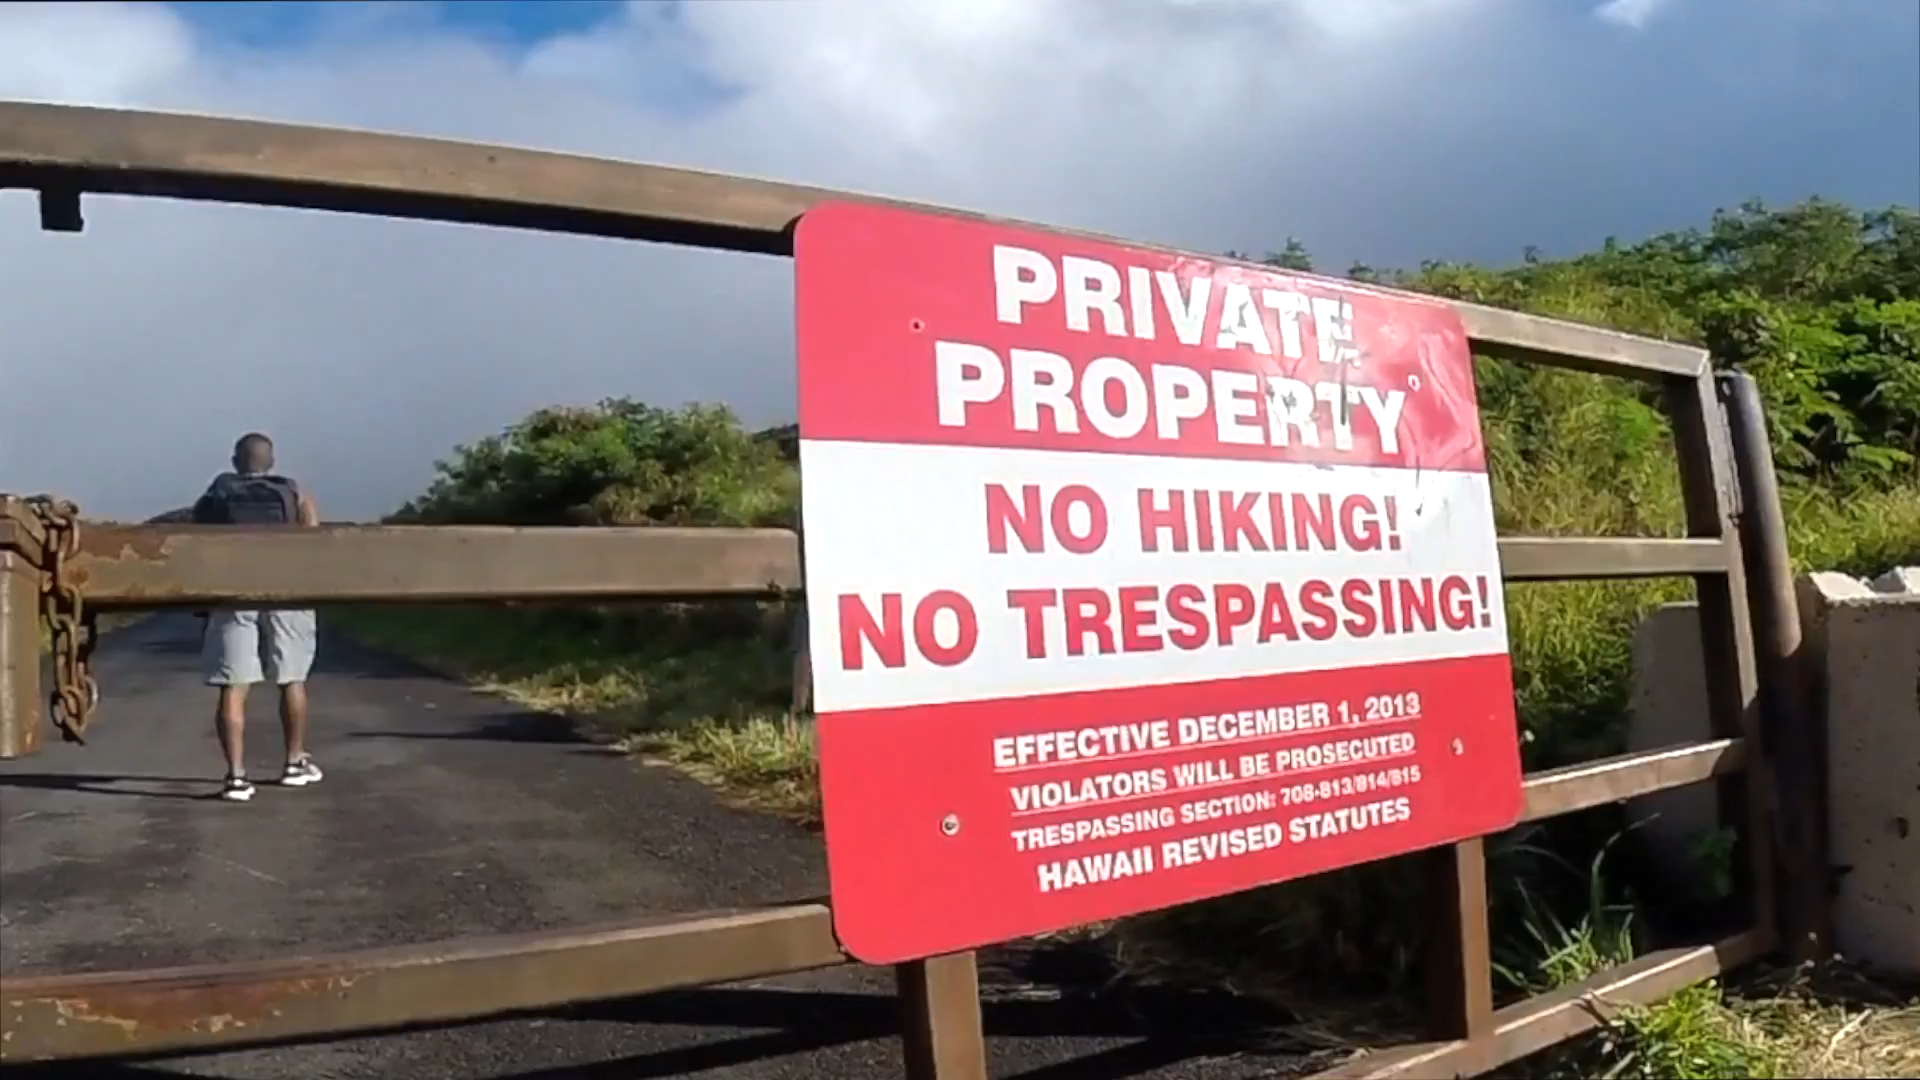 PRIVATE
PROPERTY
NO HIKING!
NO TRESPASSING!
EFFECTIVE DECEMBER 1, 2013
VIOLATORS WILL BE PROSECUTED
TRESPASSING SECTION: 708-813/814/815
HAWAII REVISED STATUTES